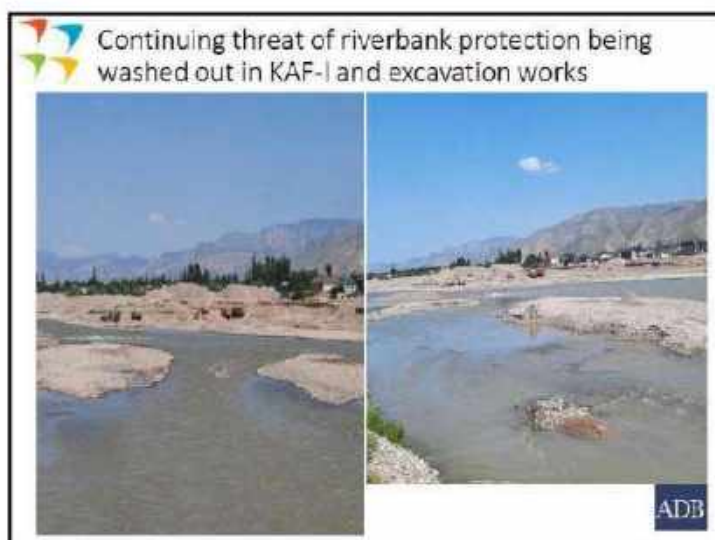 Continuing threat of riverbank protection being
washed out in KAF-I and excavation works
ADB